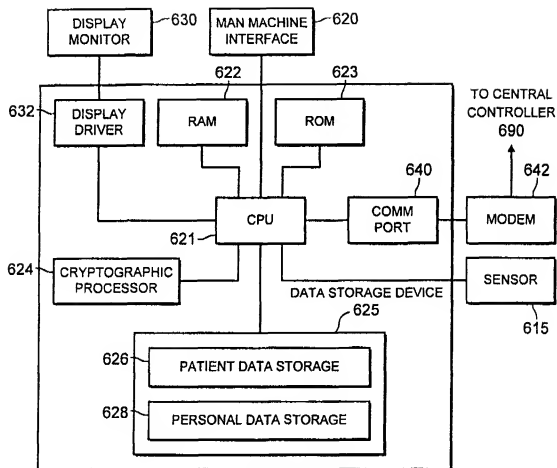 DISPLAY
MONITOR
630
MAN MACHINE
INTERFACE
620
622
623
632
DISPLAY
DRIVER
RAM
ROM
TO CENTRAL
CONTROLLER
690
640
642
CPU
621
COMM
PORT
MODEM
624
CRYPTOGRAPHIC
PROCESSOR
DATA STORAGE DEVICE
625
SENSOR
615
626
PATIENT DATA STORAGE
628
PERSONAL DATA STORAGE